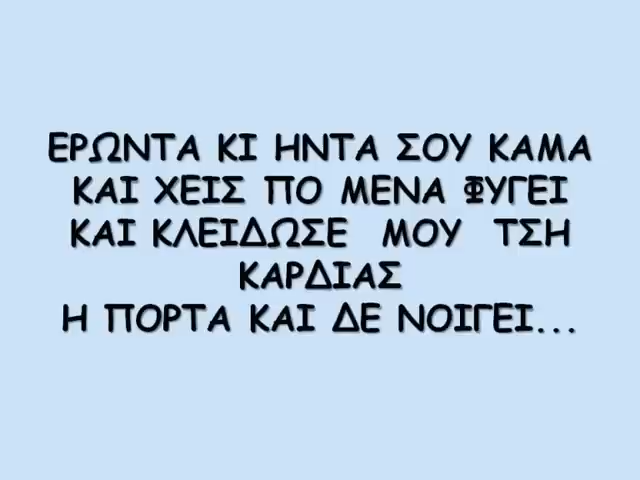 ΕΡΩΝΤΑ ΚΙ ΗΝΤΑ ΣΟΥ ΚΑΜΑ
ΚΑΙ ΧΕΙΣ ΠΟ ΜΕΝΑ ΦΥΓΕΙ
ΚΑΙ ΚΛΕΙΔΩΣΕ ΜΟΥ ΤΣΗ
ΚΑΡΔΙΑΣ
Η ΠΟΡΤΑ ΚΑΙ ΔΕ ΝΟΙΓΕΙ...